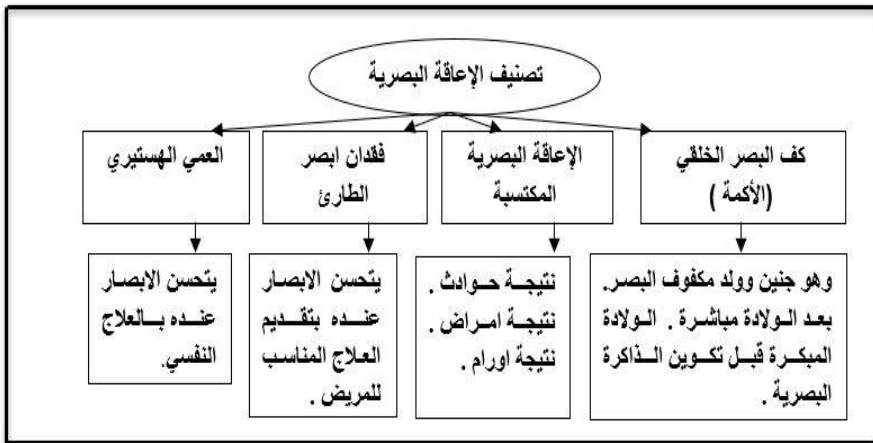 تصنيف الإعاقة البصرية
كف البصر الخلقي
(الأكمة )
الإعاقة البصرية
المكتسبة
فقدان ابصر
الطارئ
العمي الهستيري
وهو جنين وولد مكفوف البصر.
بعد الولادة مباشرة . الولادة
المبكرة قبل تكوين الذاكرة
البصرية .
نتيجة حوادث .
نتيجة امراض .
نتيجة اورام .
يتحسن الابصار
عنده بتقديم
العلاج المناسب
للمريض .
يتحسن الابصار
عنده بالعلاج
النفسي.